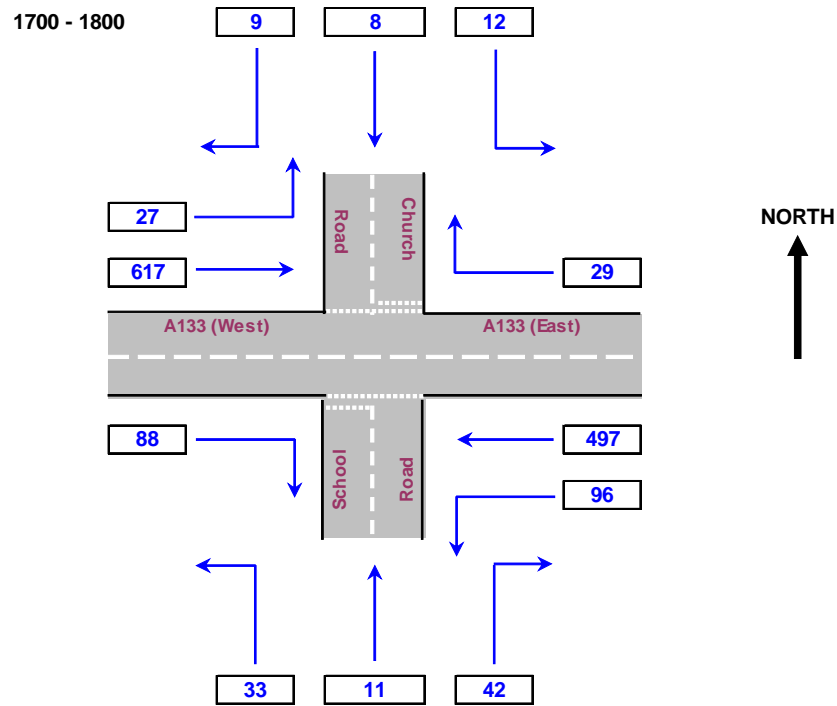 1700 - 1800
9
8
12
27
Road
Church
NORTH
617
29
A133 (West)
A133 (East)
88
497
School
Road
96
33
11
42